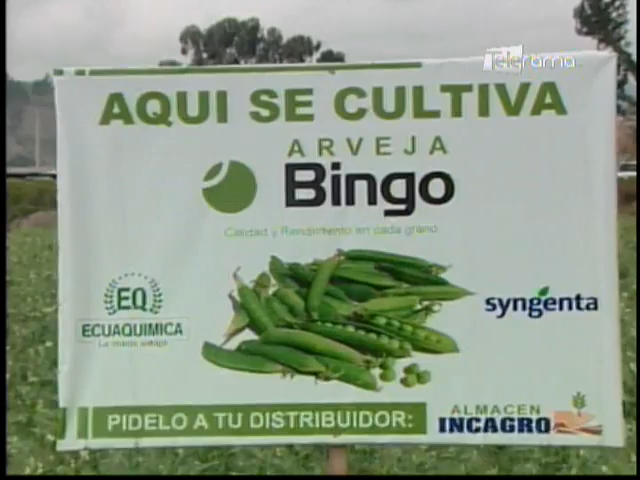 Telerama
AQUI SE CULTIVA
ARVEJA
Bingo
Calidad y Rendimiento en cada grano
EQ
ECUAQUIMICA
syngenta
PIDELO A TU DISTRIBUIDOR:
ALMACEN
INCAGRO